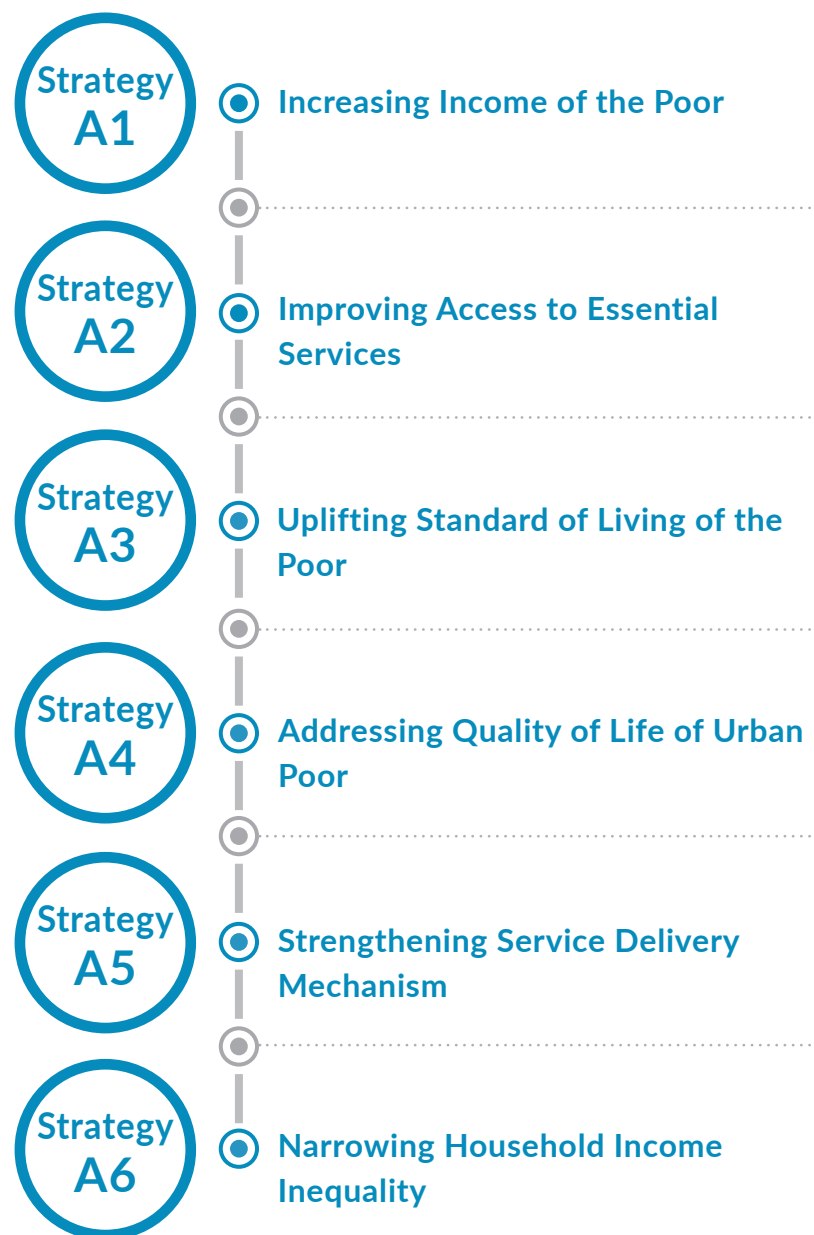 Strategy
A1
Increasing Income of the Poor
Strategy
A2
Improving Access to Essential
Services
Strategy
A3
Uplifting Standard of Living of the
Poor
Strategy
A4
Addressing Quality of Life of Urban
Poor
Strategy
A5
Strengthening Service Delivery
Mechanism
Strategy
A6
Narrowing Household Income
Inequality